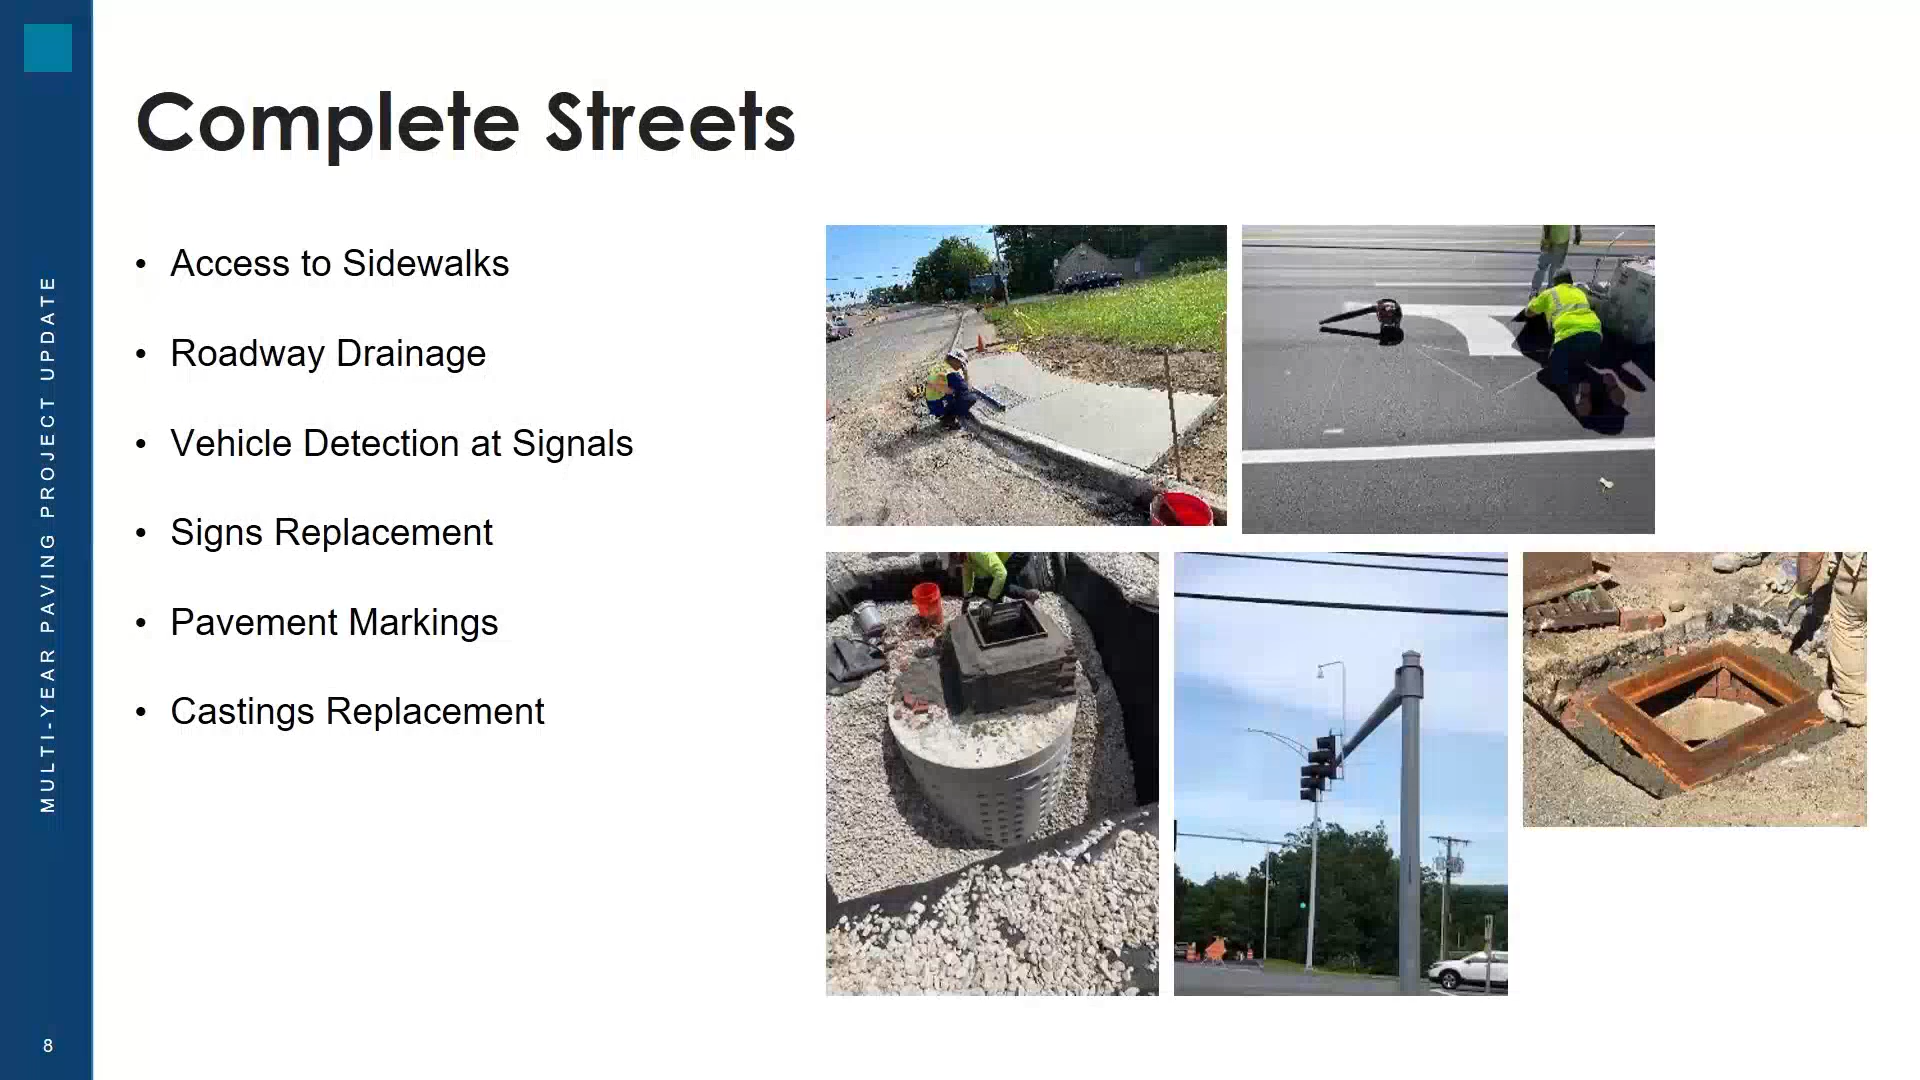 Complete Streets
• Access to Sidewalks
• Roadway Drainage
• Vehicle Detection at Signals
• Signs Replacement
• Pavement Markings
• Castings Replacement
MULTI-YEAR PAVING PROJECT UPDATE
8